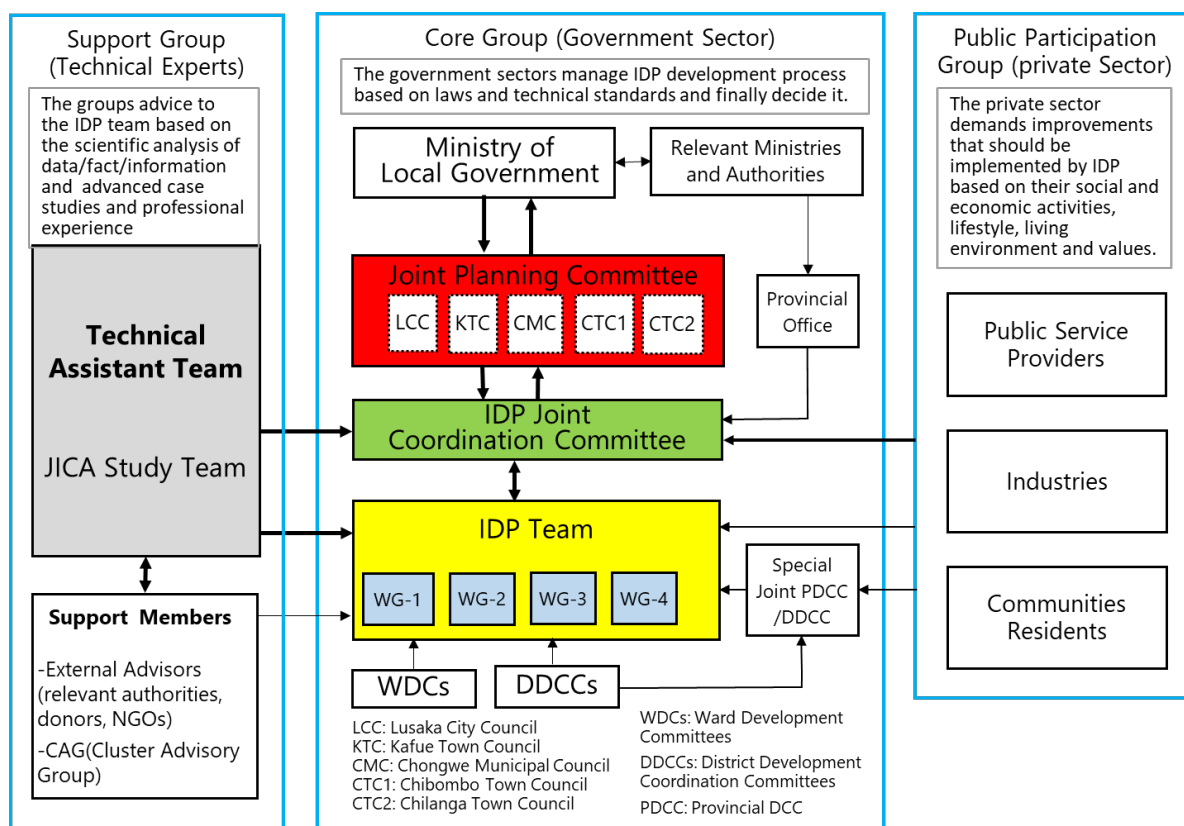 Support Group
(Technical Experts)
The groups advice to
the IDP team based on
the scientific analysis of
data/fact/information
and advanced case
studies and professional
experience
Technical
Assistant Team
JICA Study Team
Support Members
-External Advisors
(relevant authorities,
donors, NGOs)
-CAG(Cluster Advisory
Group)
Core Group (Government Sector)
The government sectors manage IDP development process
based on laws and technical standards and finally decide it.
Ministry of
Local Government
Relevant Ministries
and Authorities
Joint Planning Committee
LCC
KTC
CMC
CTC1
CTC2
Provincial
Office
IDP Joint
Coordination Committee
IDP Team
WG-1
WG-2
WG-3
WG-4
Special
Joint PDCC
/DDCC
WDCs
DDCCs
LCC: Lusaka City Council
KTC: Kafue Town Council
CMC: Chongwe Municipal Council
CTC1: Chibombo Town Council
CTC2: Chilanga Town Council
WDCs: Ward Development
Committees
DDCCs: District Development
Coordination Committees
PDCC: Provincial DCC
Public Participation
Group (private Sector)
The private sector
demands improvements
that should be
implemented by IDP
based on their social and
economic activities,
lifestyle, living
environment and values.
Public Service
Providers
Industries
Communities
Residents